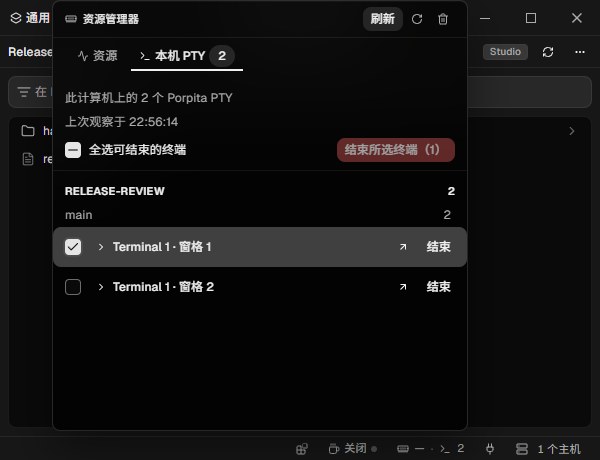 通用
资源管理器
刷新
Release
资源
本机 PTY 2
Studio
在
此计算机上的 2 个 Porpita PTY
上次观察于 22:56:14
全选可结束的终端
结束所选终端（1）
RELEASE-REVIEW 2
main 2
Terminal 1 · 窗格 1 结束
Terminal 1 · 窗格 2 结束
关闭
— · 2
1 个主机